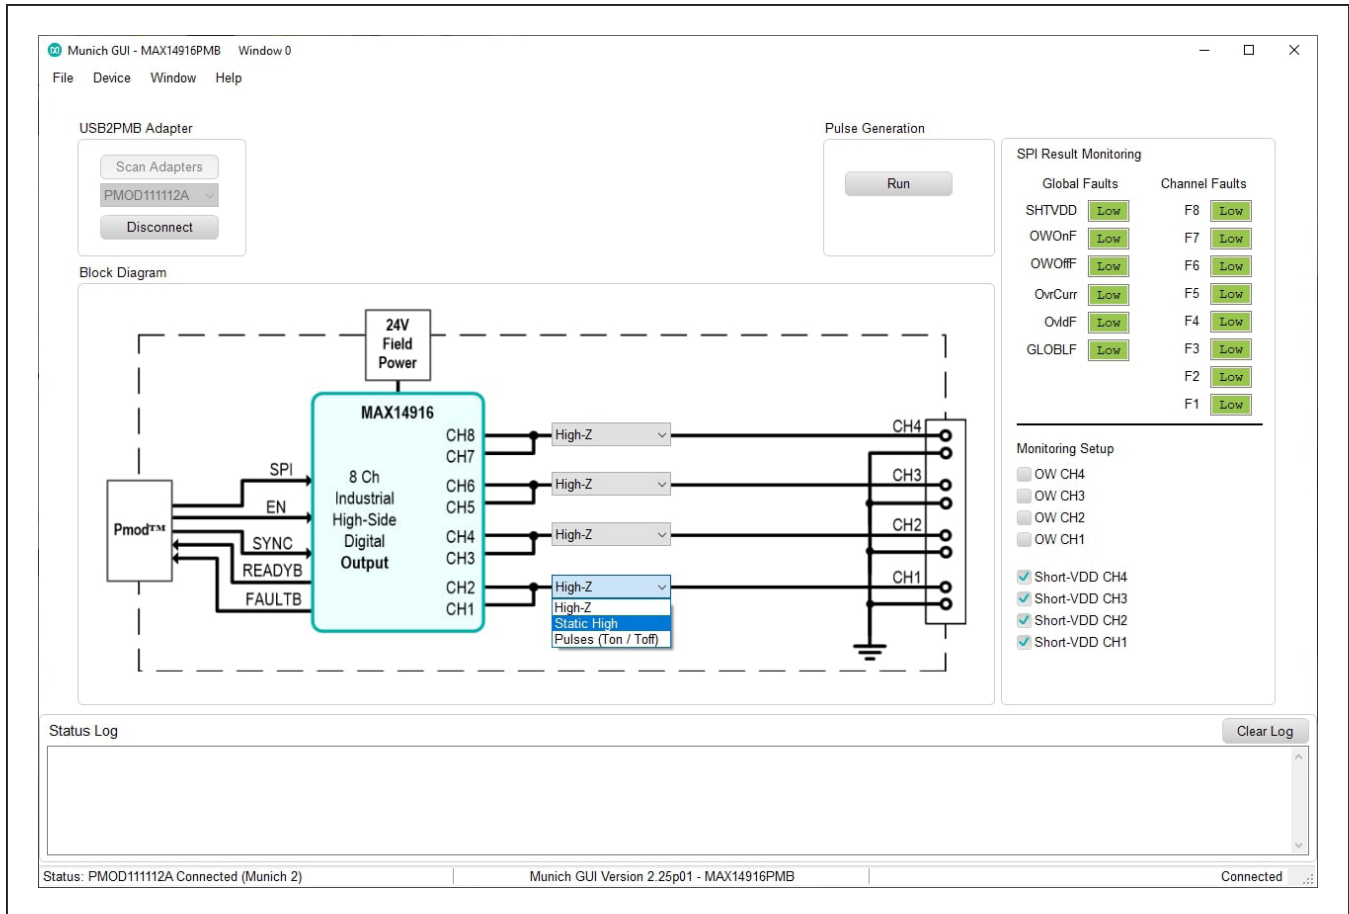 Munich GUI - MAX14916PMB Window 0
File Device Window Help
USB2PMB Adapter
Scan Adapters
PMOD111112A
Disconnect
Pulse Generation
Run
SPI Result Monitoring
Global Faults Channel Faults
SHTVDD Low F8 Low
OWOnF Low F7 Low
OWOffF Low F6 Low
OvrCurr Low F5 Low
OvldF Low F4 Low
GLOBLF Low F3 Low
F2 Low
F1 Low
Monitoring Setup
OW CH4
OW CH3
OW CH2
OW CH1
Short-VDD CH4
Short-VDD CH3
Short-VDD CH2
Short-VDD CH1
Block Diagram
24V
Field
Power
MAX14916
8 Ch
Industrial
High-Side
Digital
Output
Pmod™
SPI
EN
SYNC
READYB
FAULTB
CH8
CH7
CH6
CH5
CH4
CH3
CH2
CH1
High-Z
High-Z
High-Z
High-Z
High-Z
Static High
Pulses (Ton / Toff)
CH4
CH3
CH2
CH1
Status Log
Clear Log
Status: PMOD111112A Connected (Munich 2) Munich GUI Version 2.25p01 - MAX14916PMB Connected